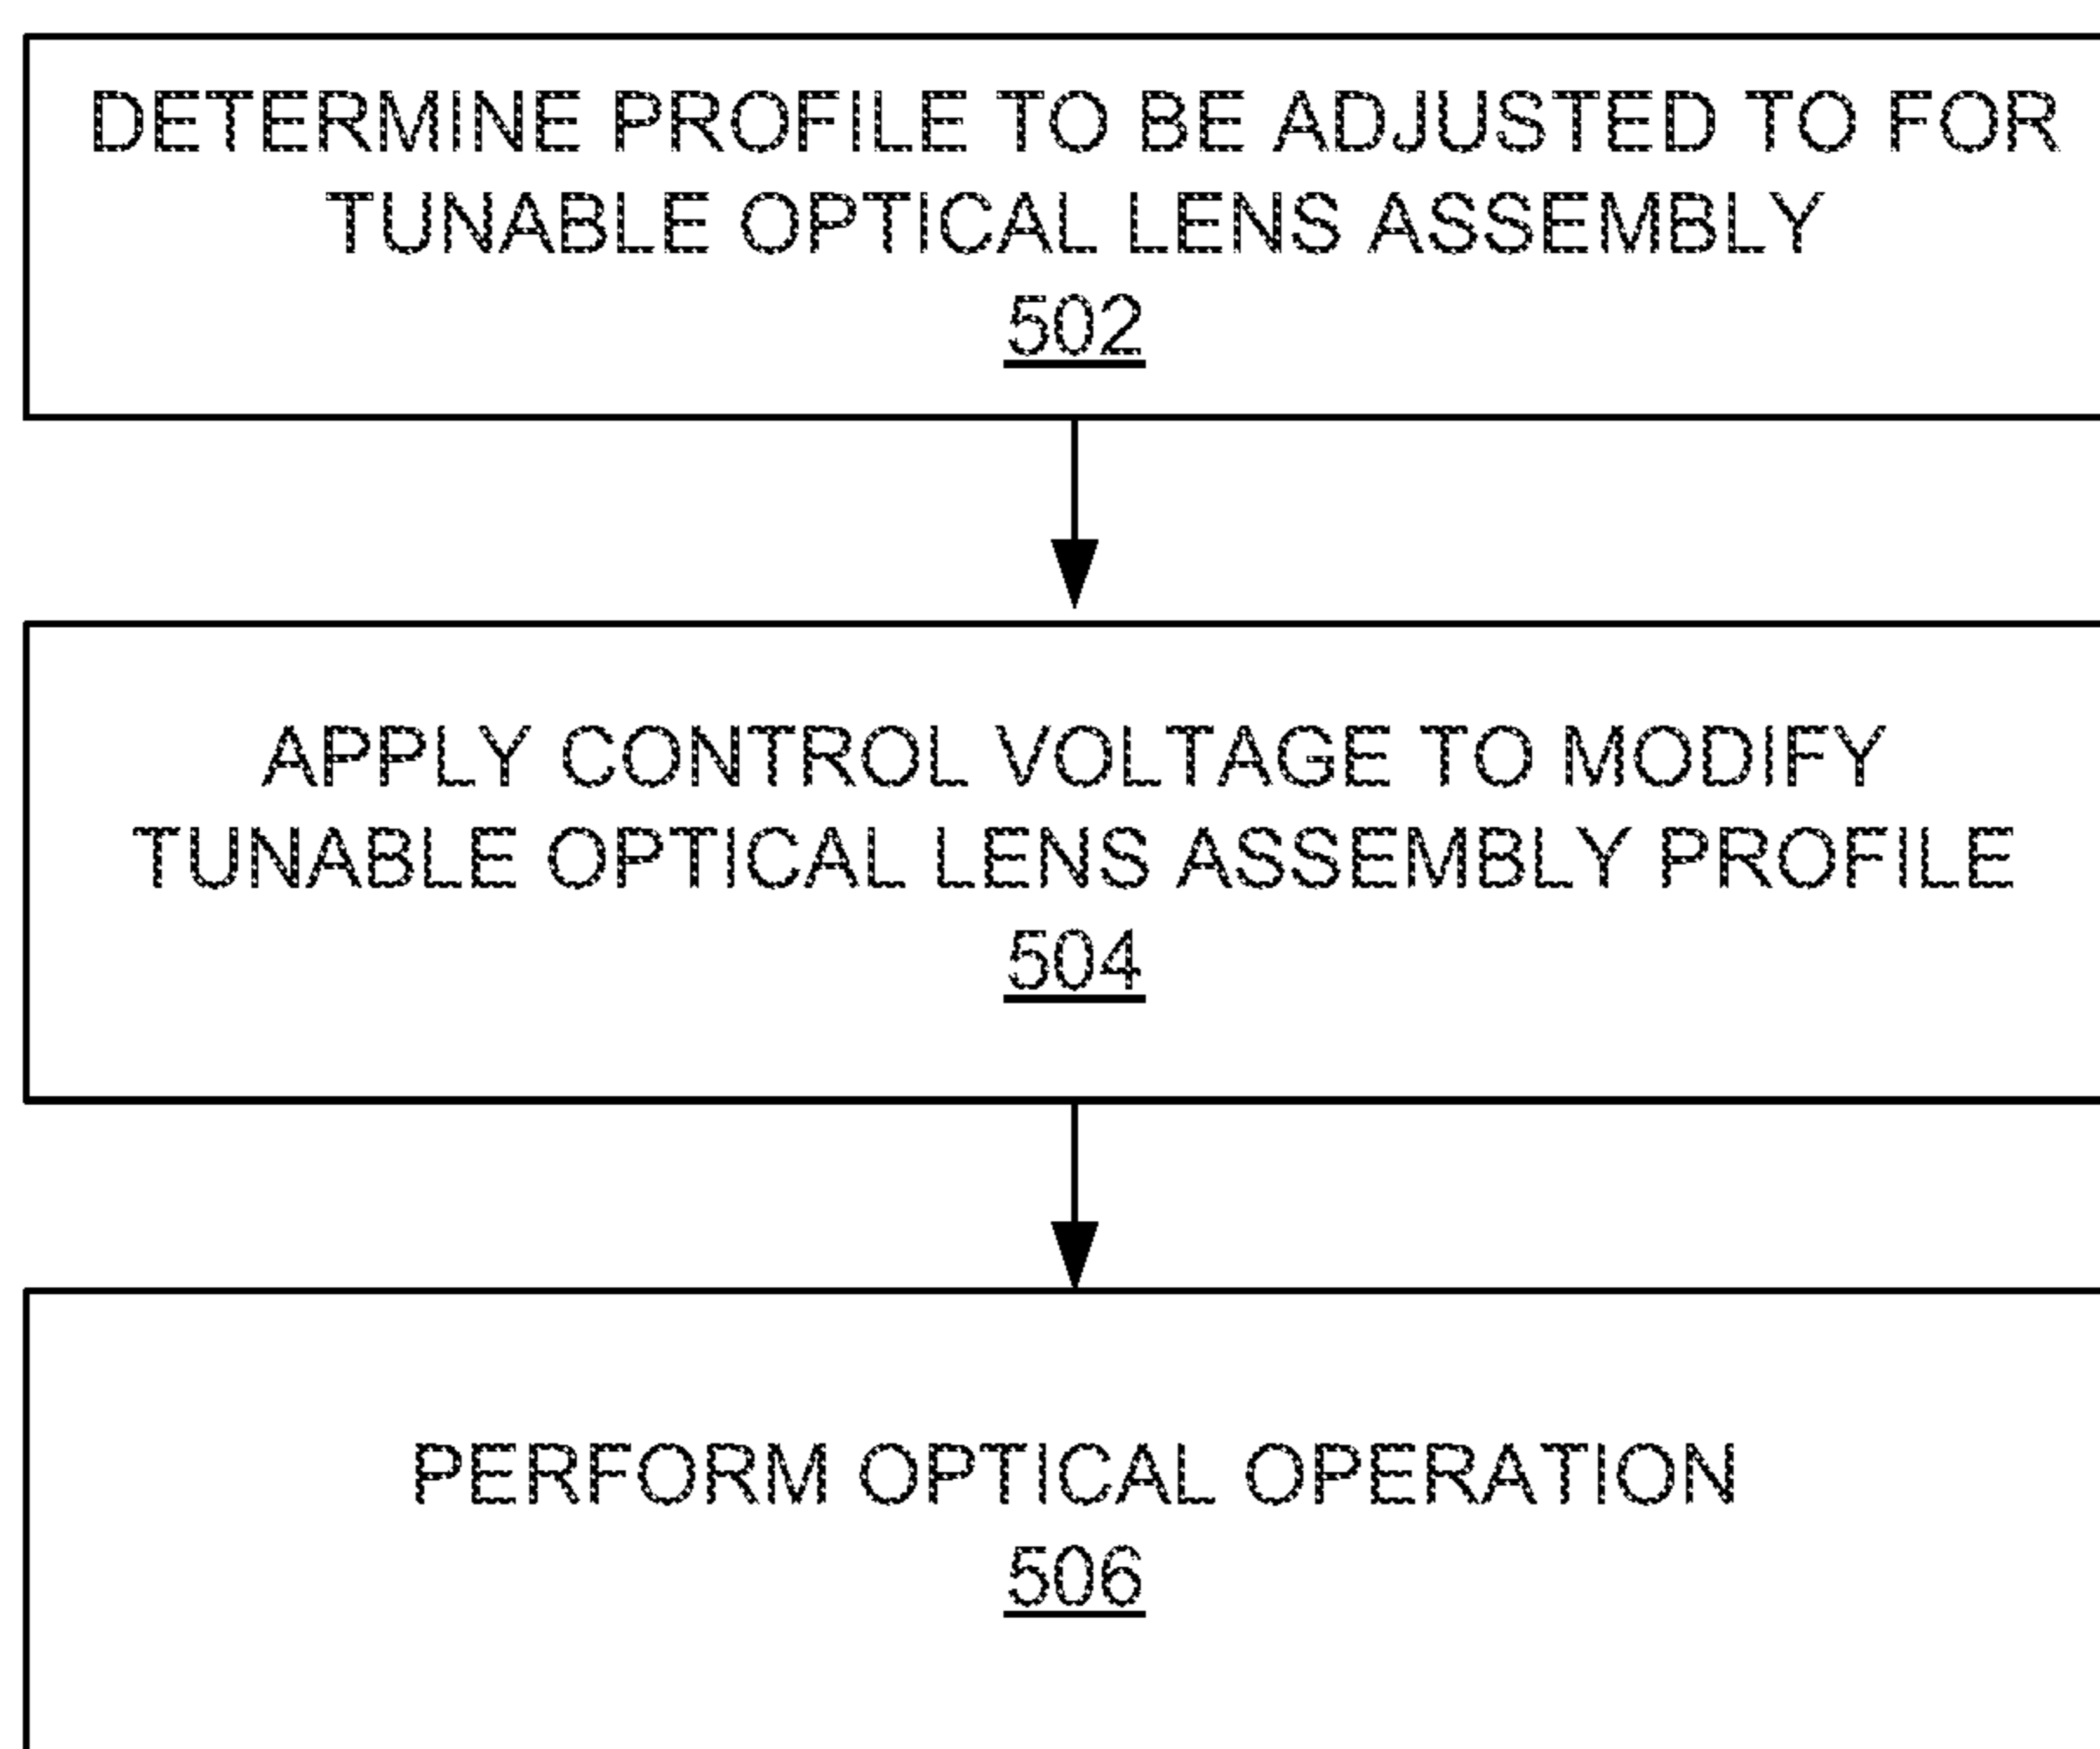 DETERMINE PROFILE TO BE ADJUSTED TO FOR
TUNABLE OPTICAL LENS ASSEMBLY
502
APPLY CONTROL VOLTAGE TO MODIFY
TUNABLE OPTICAL LENS ASSEMBLY PROFILE
504
PERFORM OPTICAL OPERATION
506